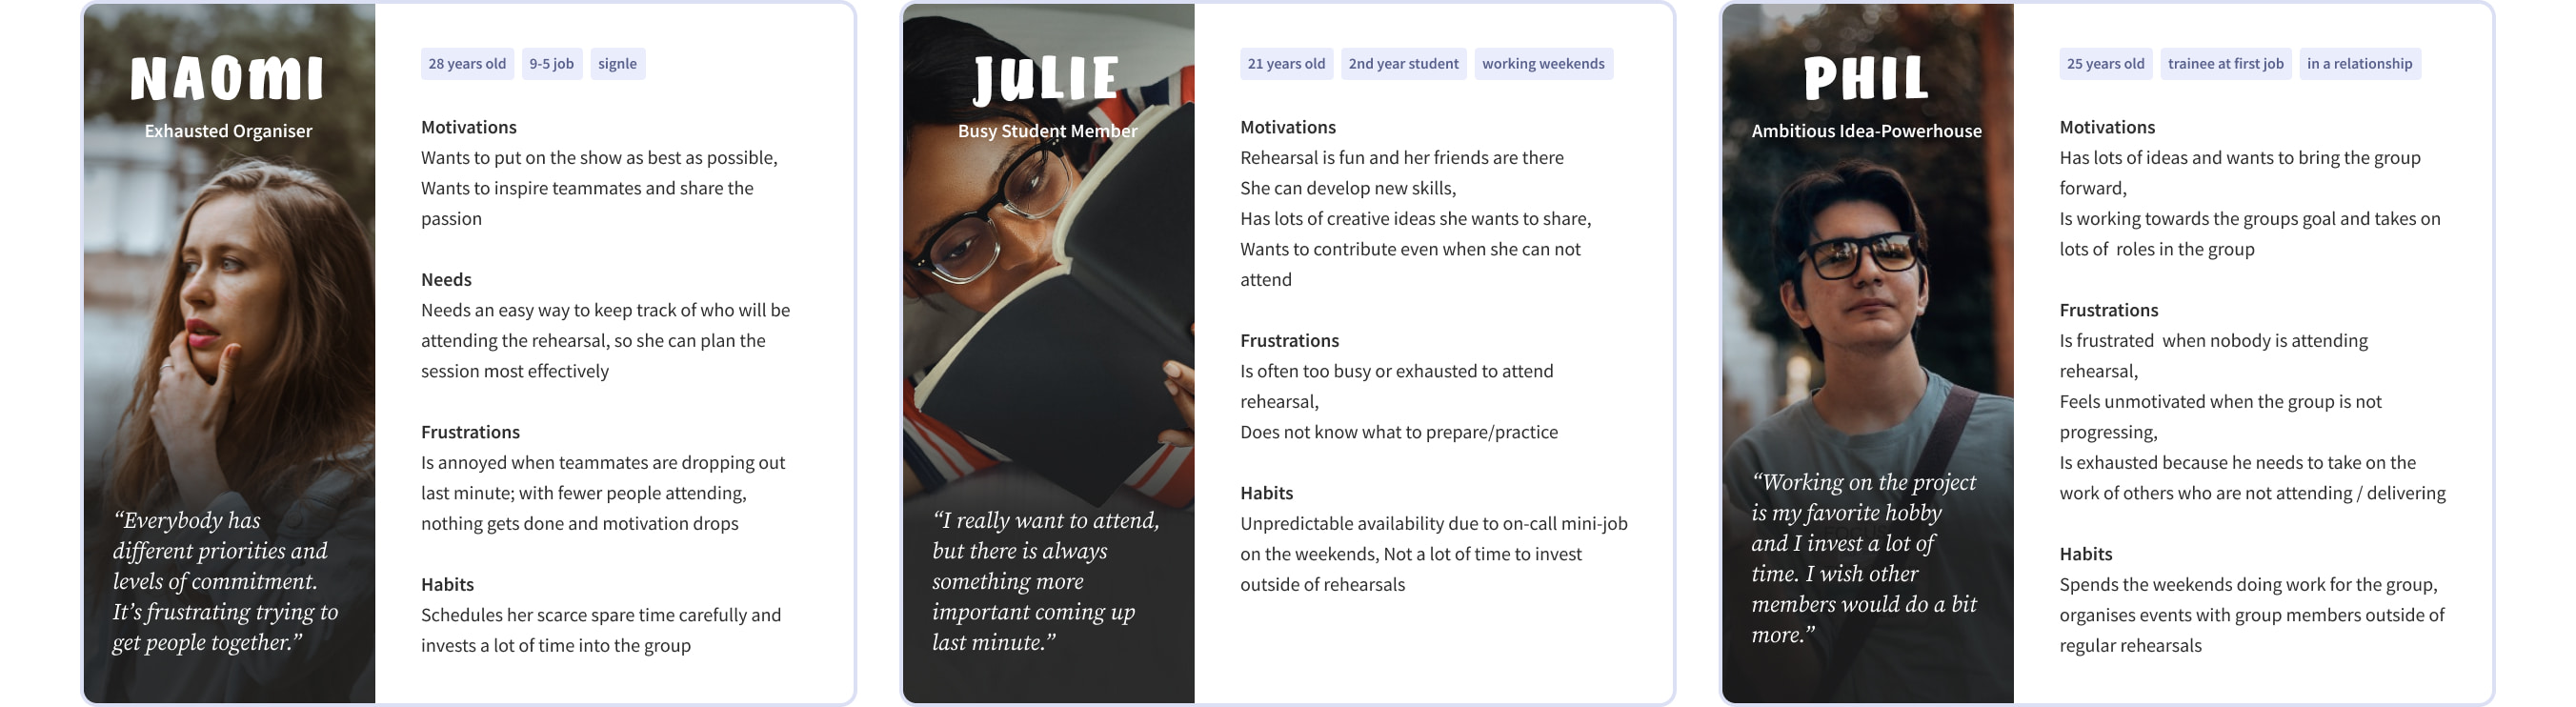 NAOMI
Exhausted Organiser
“Everybody has
different priorities and
levels of commitment.
It’s frustrating trying to
get people together.”
28 years old 9-5 job signle
Motivations
Wants to put on the show as best as possible,
Wants to inspire teammates and share the
passion
Needs
Needs an easy way to keep track of who will be
attending the rehearsal, so she can plan the
session most effectively
Frustrations
Is annoyed when teammates are dropping out
last minute; with fewer people attending,
nothing gets done and motivation drops
Habits
Schedules her scarce spare time carefully and
invests a lot of time into the group
JULIE
Busy Student Member
“I really want to attend,
but there is always
something more
important coming up
last minute.”
21 years old 2nd year student working weekends
Motivations
Rehearsal is fun and her friends are there
She can develop new skills,
Has lots of creative ideas she wants to share,
Wants to contribute even when she can not
attend
Frustrations
Is often too busy or exhausted to attend
rehearsal,
Does not know what to prepare/practice
Habits
Unpredictable availability due to on-call mini-job
on the weekends, Not a lot of time to invest
outside of rehearsals
PHIL
Ambitious Idea-Powerhouse
“Working on the project
is my favorite hobby
and I invest a lot of
time. I wish other
members would do a bit
more.”
25 years old trainee at first job in a relationship
Motivations
Has lots of ideas and wants to bring the group
forward,
Is working towards the groups goal and takes on
lots of  roles in the group
Frustrations
Is frustrated  when nobody is attending
rehearsal,
Feels unmotivated when the group is not
progressing,
Is exhausted because he needs to take on the
work of others who are not attending / delivering
Habits
Spends the weekends doing work for the group,
organises events with group members outside of
regular rehearsals